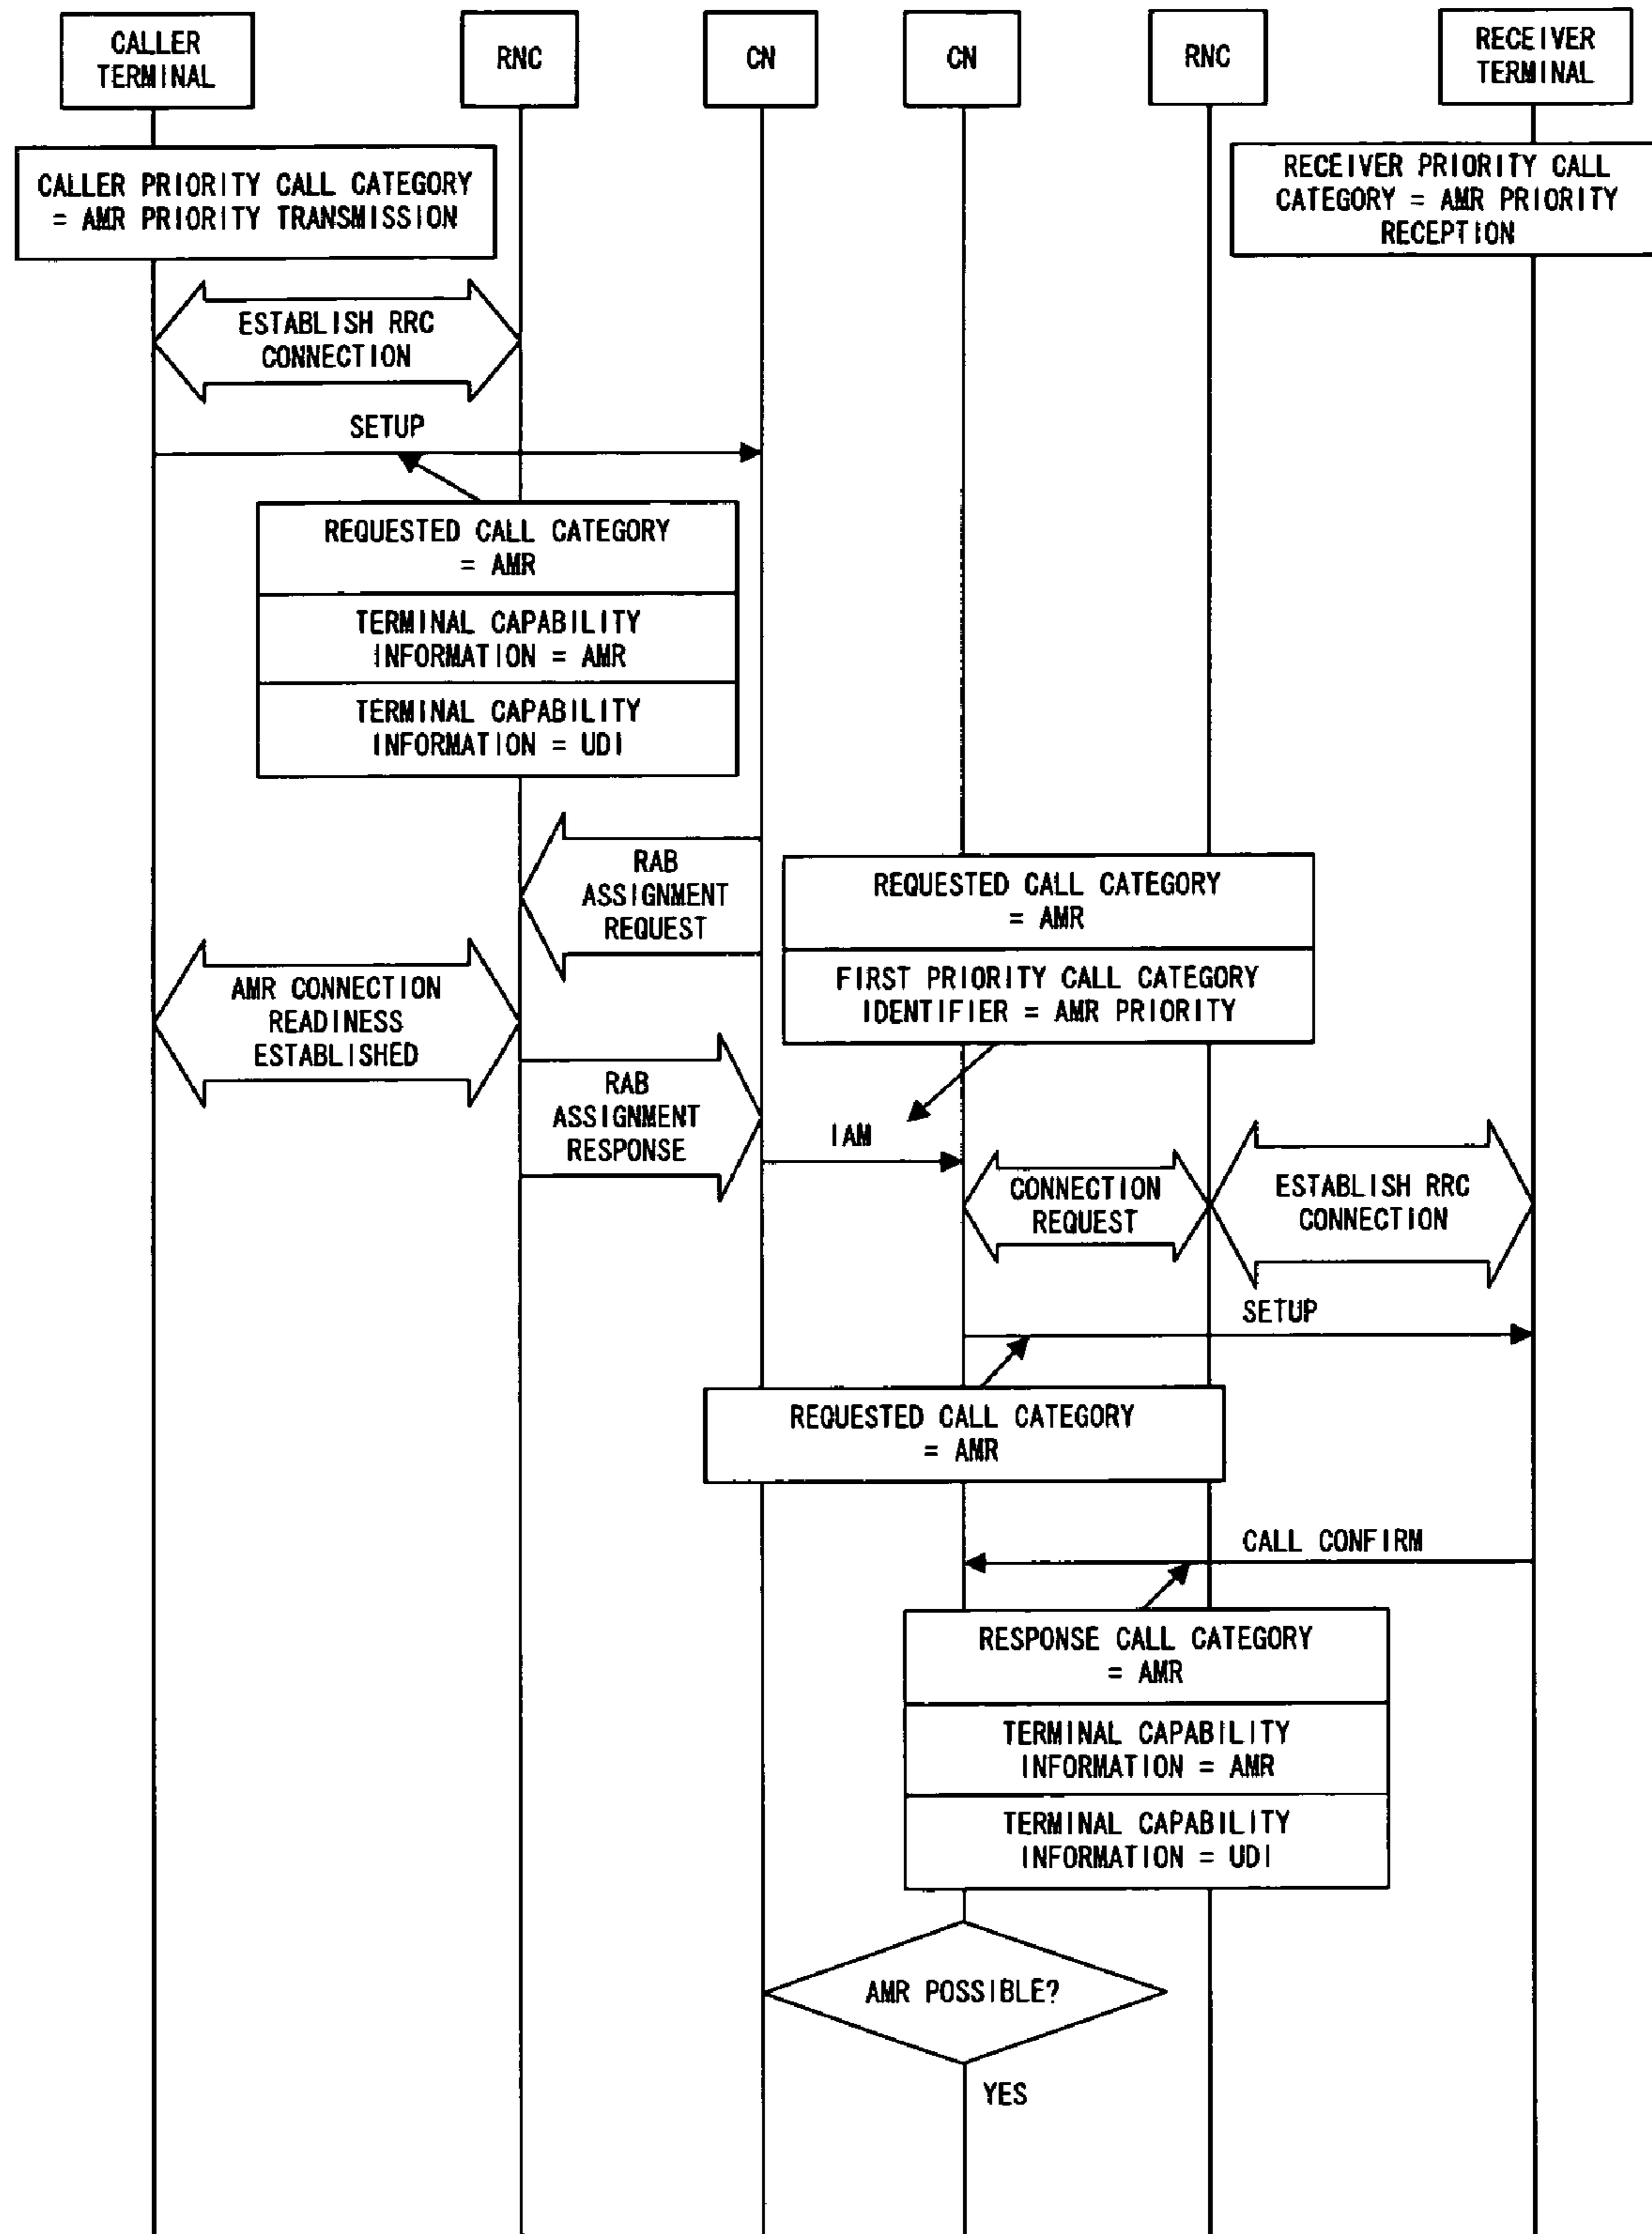 CALLER
TERMINAL
RNC
CN
CN
RNC
RECEIVER
TERMINAL
CALLER PRIORITY CALL CATEGORY
= AMR PRIORITY TRANSMISSION
RECEIVER PRIORITY CALL
CATEGORY = AMR PRIORITY
RECEPTION
ESTABLISH RRC
CONNECTION
SETUP
REQUESTED CALL CATEGORY
= AMR
TERMINAL CAPABILITY
INFORMATION = AMR
TERMINAL CAPABILITY
INFORMATION = UDI
RAB
ASSIGNMENT
REQUEST
REQUESTED CALL CATEGORY
= AMR
FIRST PRIORITY CALL CATEGORY
IDENTIFIER = AMR PRIORITY
AMR CONNECTION
READINESS
ESTABLISHED
RAB
ASSIGNMENT
RESPONSE
IAM
CONNECTION
REQUEST
ESTABLISH RRC
CONNECTION
SETUP
REQUESTED CALL CATEGORY
= AMR
CALL CONFIRM
RESPONSE CALL CATEGORY
= AMR
TERMINAL CAPABILITY
INFORMATION = AMR
TERMINAL CAPABILITY
INFORMATION = UDI
AMR POSSIBLE?
YES